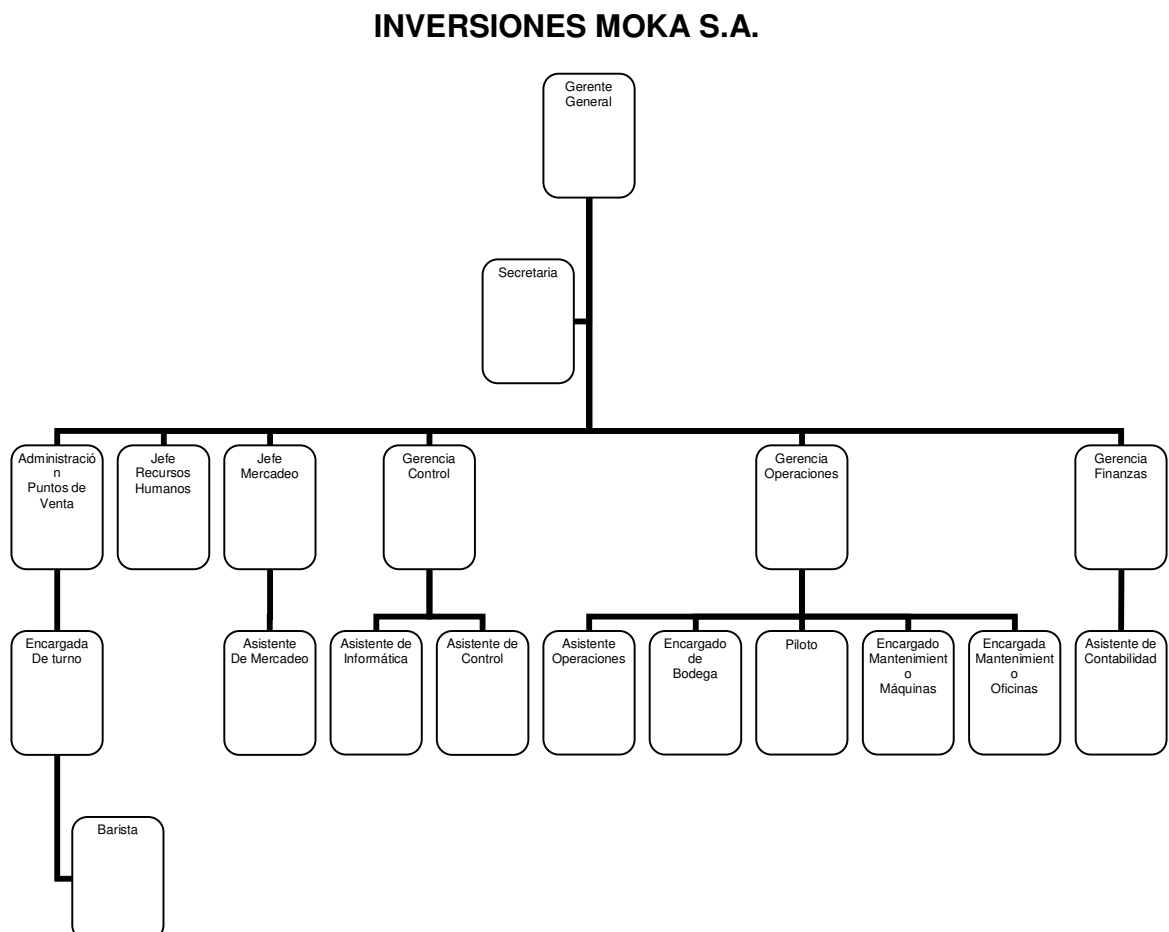 INVERSIONES MOKA S.A.
Gerente
General
Secretaria
Administració
n
Puntos de
Venta
Jefe
Recursos
Humanos
Jefe
Mercadeo
Gerencia
Control
Gerencia
Operaciones
Gerencia
Finanzas
Encargada
De turno
Asistente
De Mercadeo
Asistente de
Informática
Asistente de
Control
Asistente
Operaciones
Encargado
de
Bodega
Piloto
Encargado
Mantenimient
o
Máquinas
Encargada
Mantenimient
o
Oficinas
Asistente de
Contabilidad
Barista